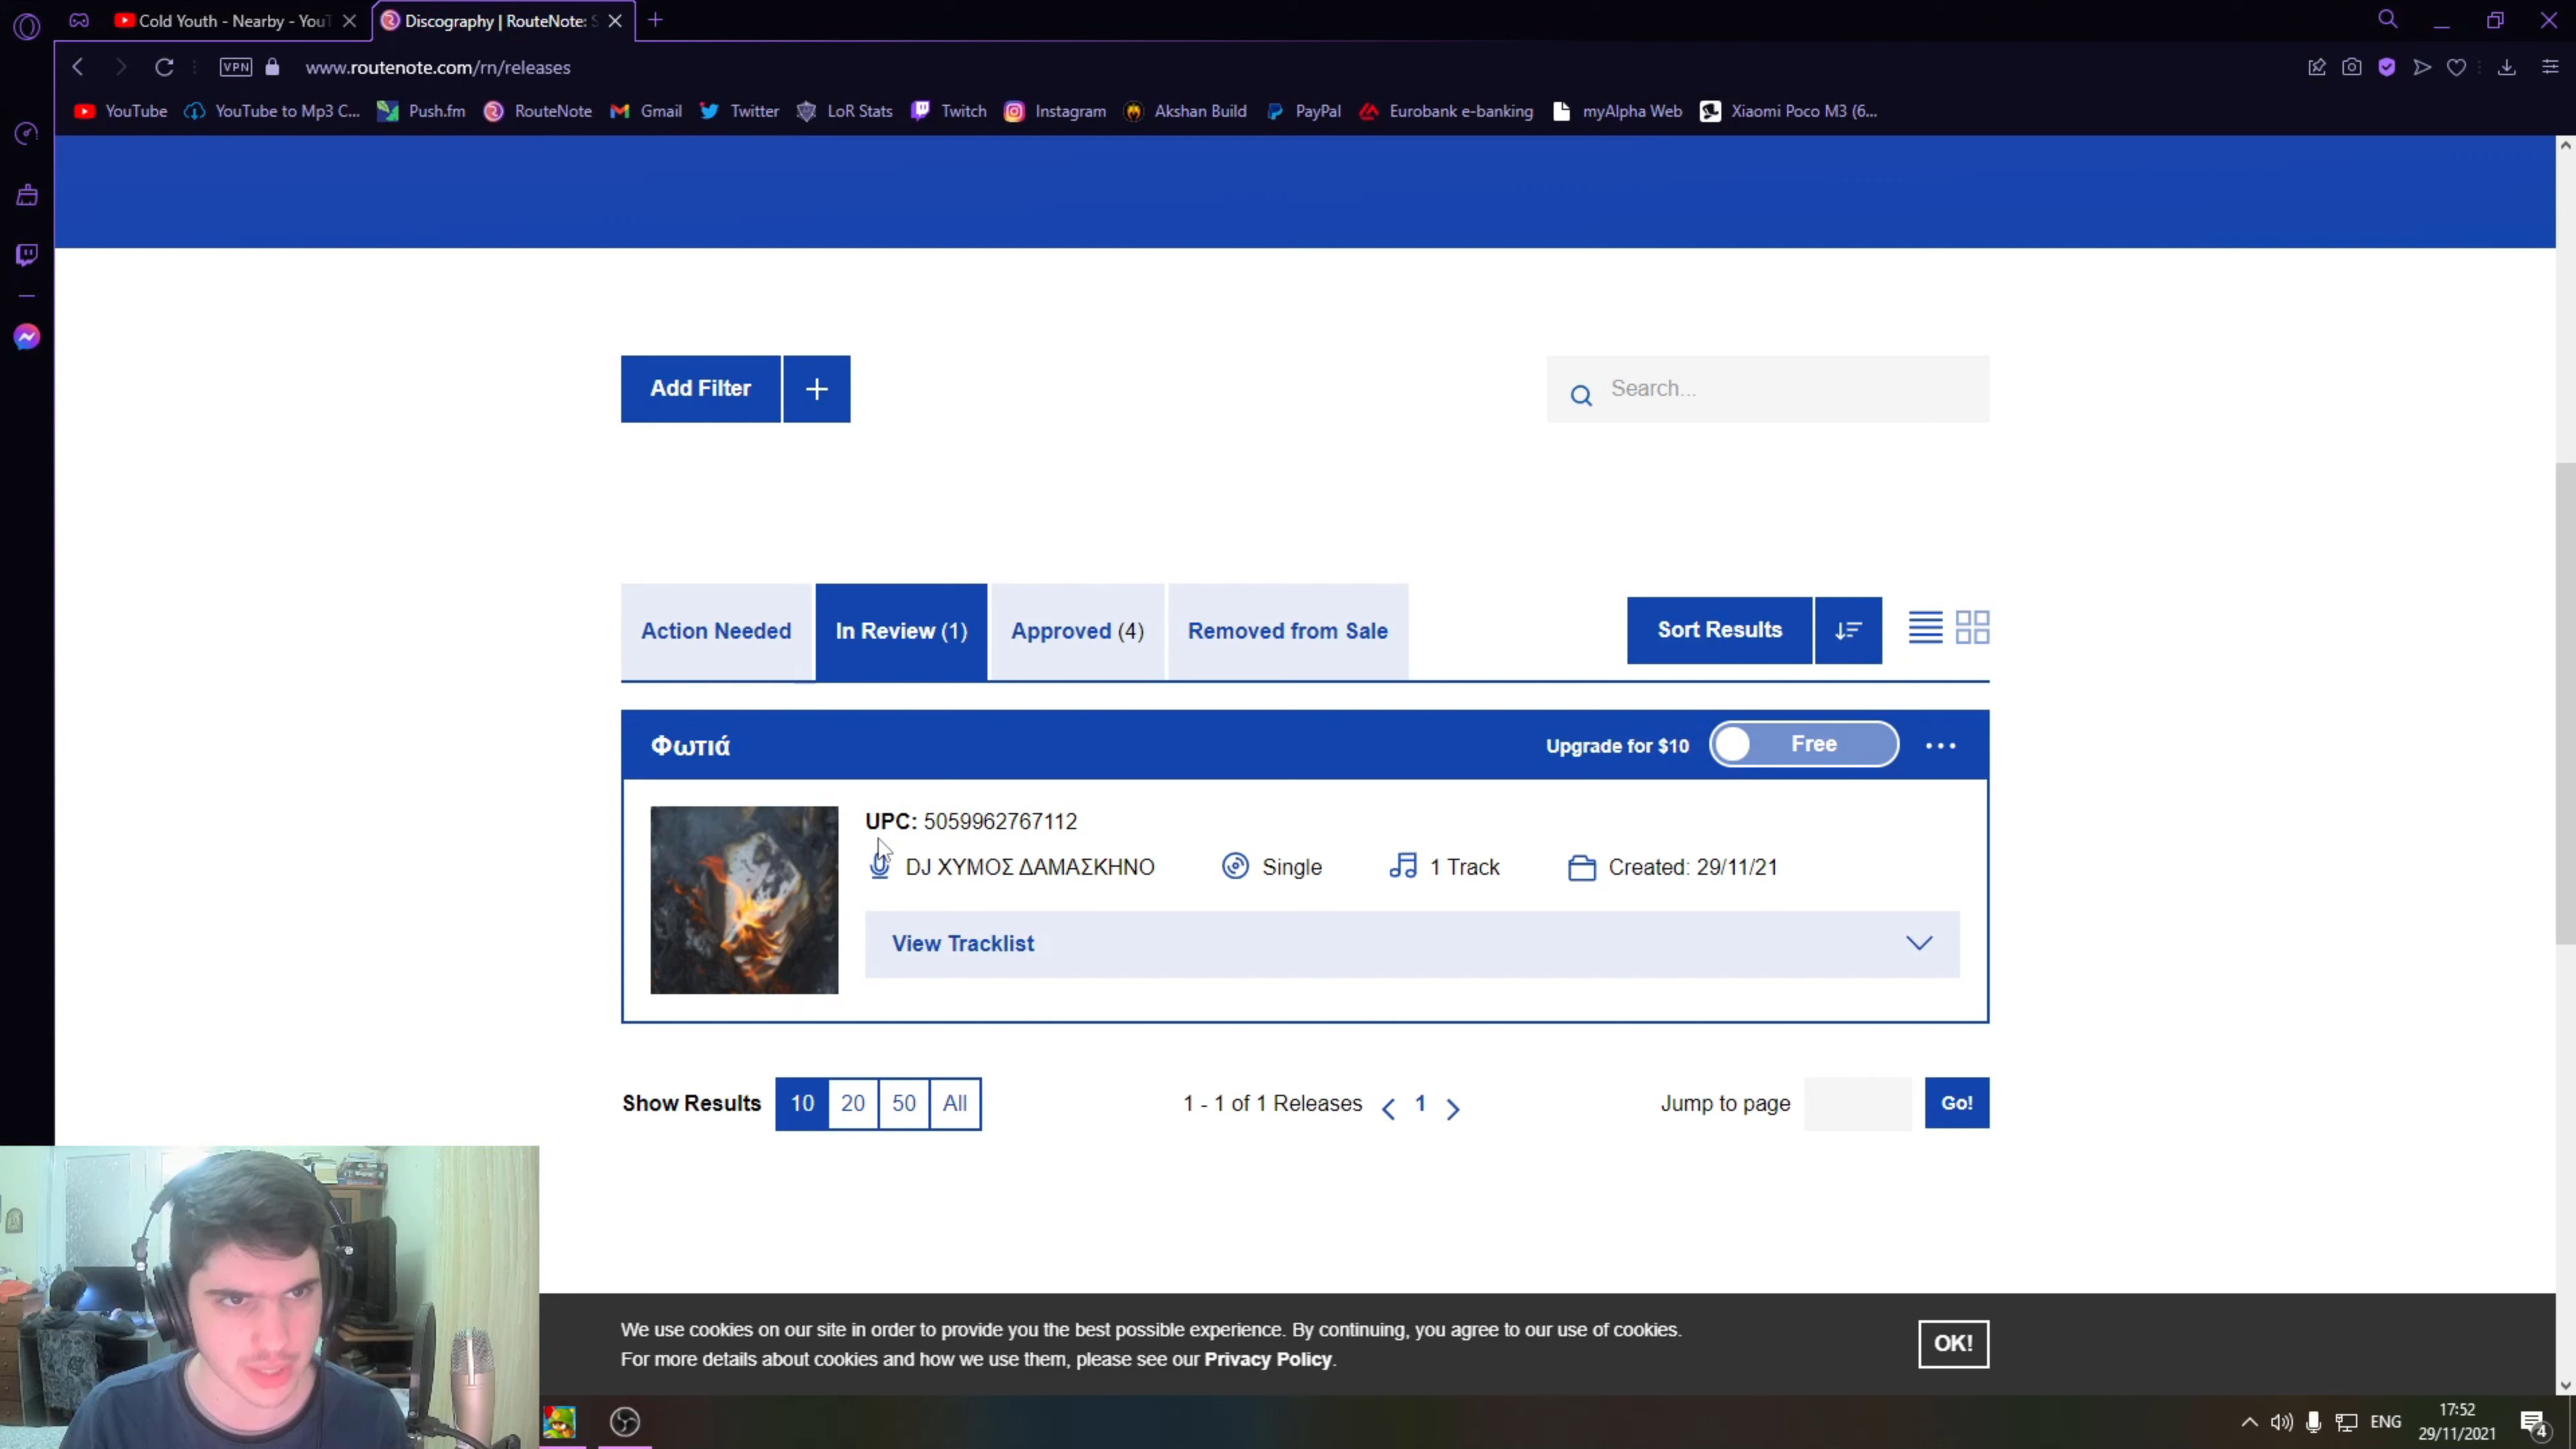 Cold Youth - Nearby - YouT
Discography | RouteNote: S
VPN
www.routenote.com/rn/releases
YouTube
YouTube to Mp3 C...
Push.fm
RouteNote
Gmail
Twitter
LoR Stats
Twitch
Instagram
Akshan Build
PayPal
Eurobank e-banking
myAlpha Web
Xiaomi Poco M3 (6...
Add Filter
Search...
Action Needed
In Review (1)
Approved (4)
Removed from Sale
Sort Results
Φωτιά
Upgrade for $10
Free
UPC: 5059962767112
DJ ΧΥΜΟΣ ΔΑΜΑΣΚΗΝΟ
Single
1 Track
Created: 29/11/21
View Tracklist
Show Results
10
20
50
All
1 - 1 of 1 Releases
1
Jump to page
Go!
We use cookies on our site in order to provide you the best possible experience. By continuing, you agree to our use of cookies.
For more details about cookies and how we use them, please see our Privacy Policy.
OK!
ENG
17:52
29/11/2021
4